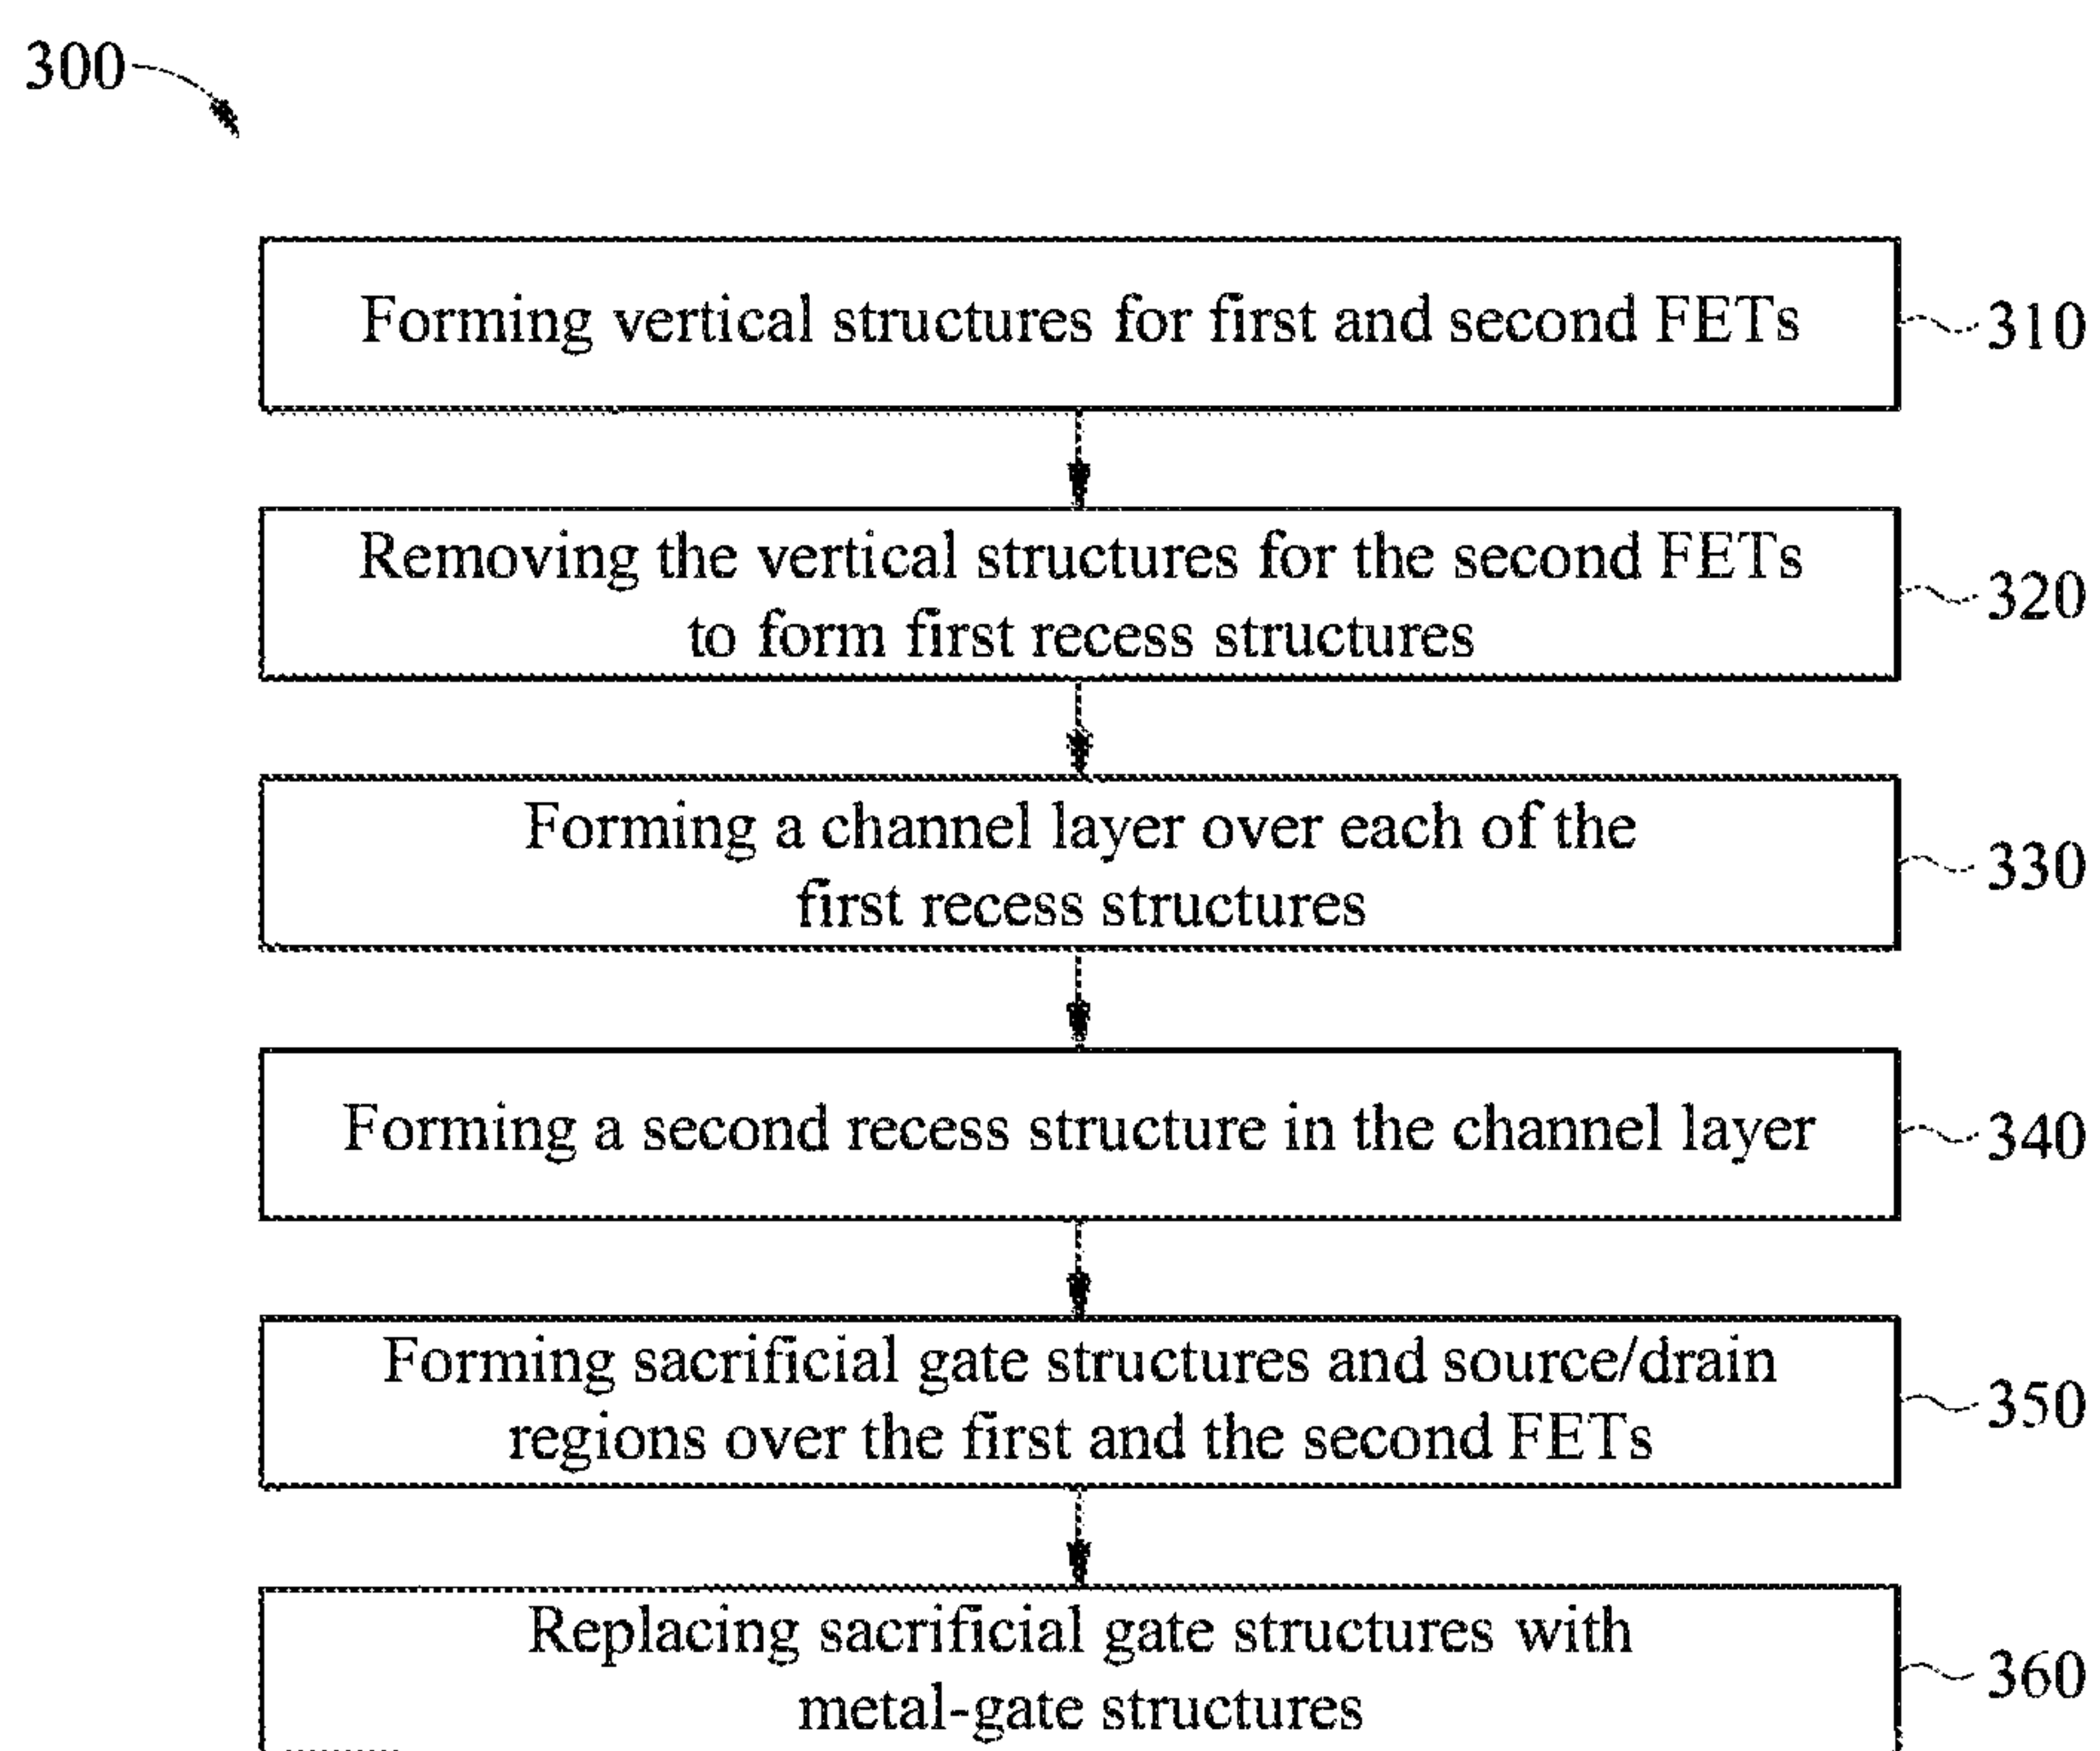 300
Forming vertical structures for first and second FETs
310
Removing the vertical structures for the second FETs
to form first recess structures
320
Forming a channel layer over each of the
first recess structures
330
Forming a second recess structure in the channel layer
340
Forming sacrificial gate structures and source/drain
regions over the first and the second FETs
350
Replacing sacrificial gate structures with
metal-gate structures
360